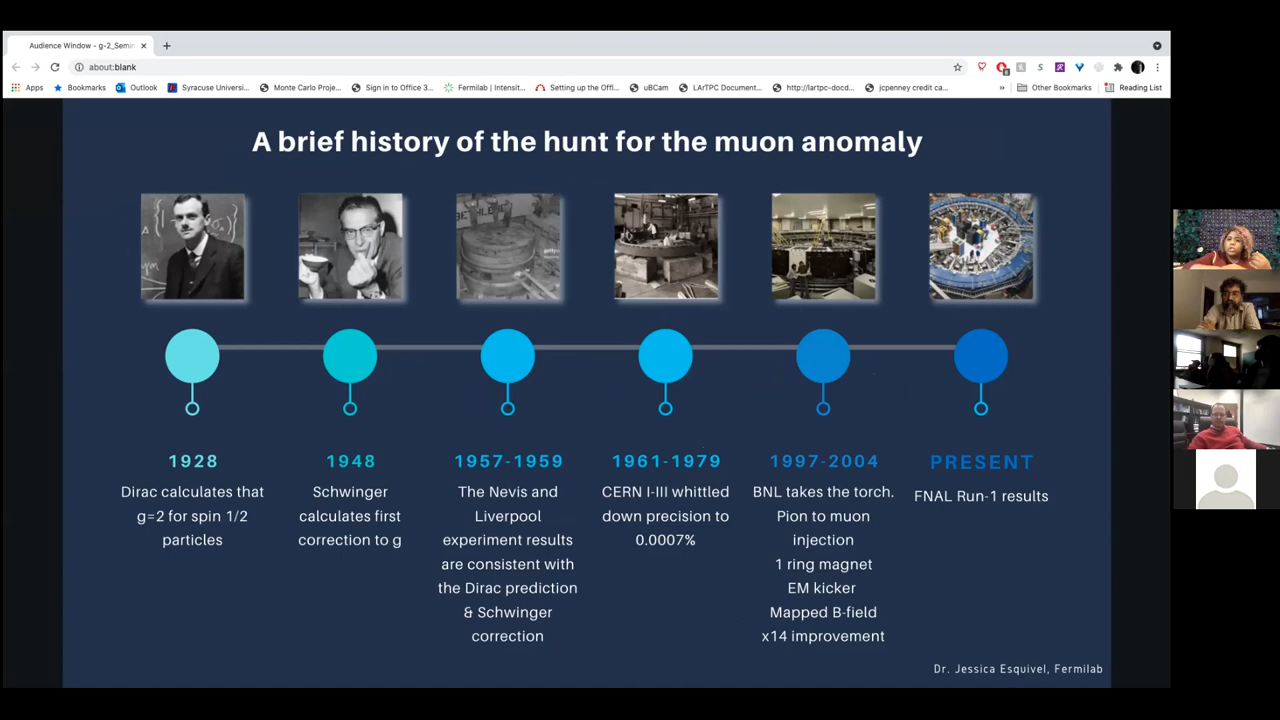 Audience Window - g-2_Semin
about:blank
Apps Bookmarks Outlook Syracuse Universi... Monte Carlo Proje... Sign in to Office 3... Fermilab | Intensit... Setting up the Offi... uBCam LArTPC Document... http://lartpc-docd... jcpenney credit ca... » Other Bookmarks Reading List
A brief history of the hunt for the muon anomaly
1928
Dirac calculates that
g=2 for spin 1/2
particles
1948
Schwinger
calculates first
correction to g
1957-1959
The Nevis and
Liverpool
experiment results
are consistent with
the Dirac prediction
& Schwinger
correction
1961-1979
CERN I-III whittled
down precision to
0.0007%
1997-2004
BNL takes the torch.
Pion to muon
injection
1 ring magnet
EM kicker
Mapped B-field
x14 improvement
PRESENT
FNAL Run-1 results
Dr. Jessica Esquivel, Fermilab